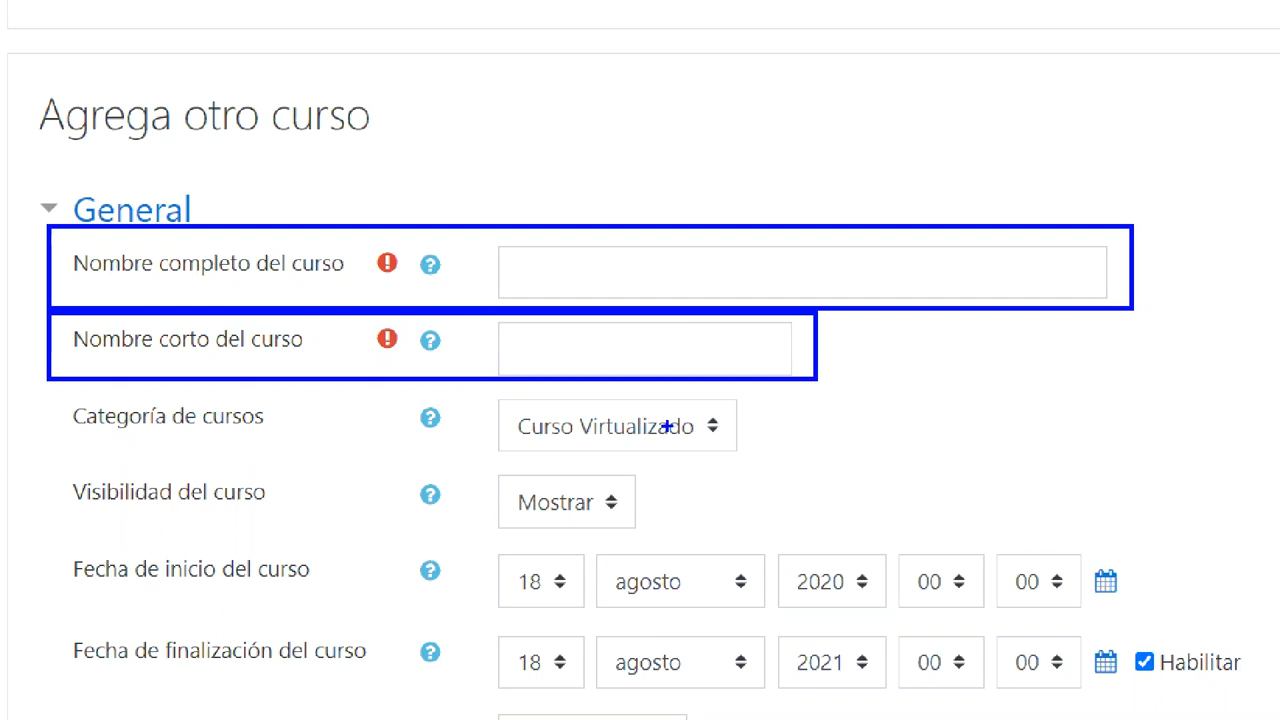 Agrega otro curso
General
Nombre completo del curso
Nombre corto del curso
Categoría de cursos Curso Virtualizado
Visibilidad del curso Mostrar
Fecha de inicio del curso 18 agosto 2020 00 00
Fecha de finalización del curso 18 agosto 2021 00 00 Habilitar